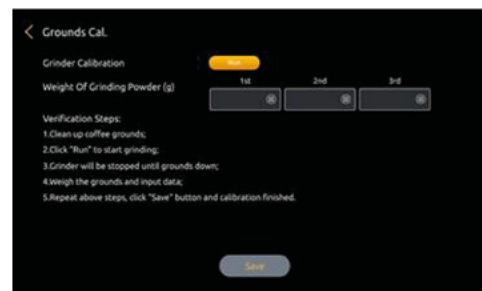 Grounds Cal.
Grinder Calibration
Run
Weight Of Grinding Powder (g)
1st 2nd 3rd
Verification Steps:
1.Clean up coffee grounds;
2.Click "Run" to start grinding;
3.Grinder will be stopped until grounds down;
4.Weigh the grounds and input data;
5.Repeat above steps, click "Save" button and calibration finished.
Save